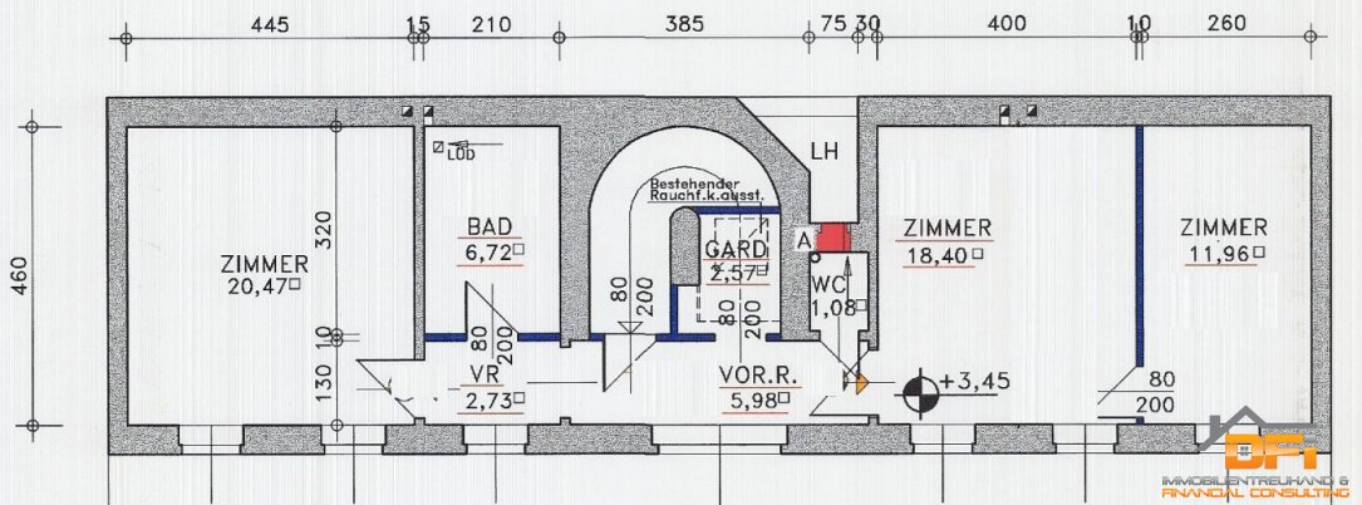 445 15 210 385 75 30 400 10 260
460
320
10
130
ZIMMER
20,47□
LÜD
BAD
6,72□
80
200
VR
2,73□
Bestehender
Rauchf.k.ausst.
80
200
GARD
2,57□
80
200
VOR.R.
5,98□
LH
A
WC
1,08□
ZIMMER
18,40□
+3,45
ZIMMER
11,96□
80
200
DFI
IMMOBILIENTREUHAND &
FINANCIAL CONSULTING